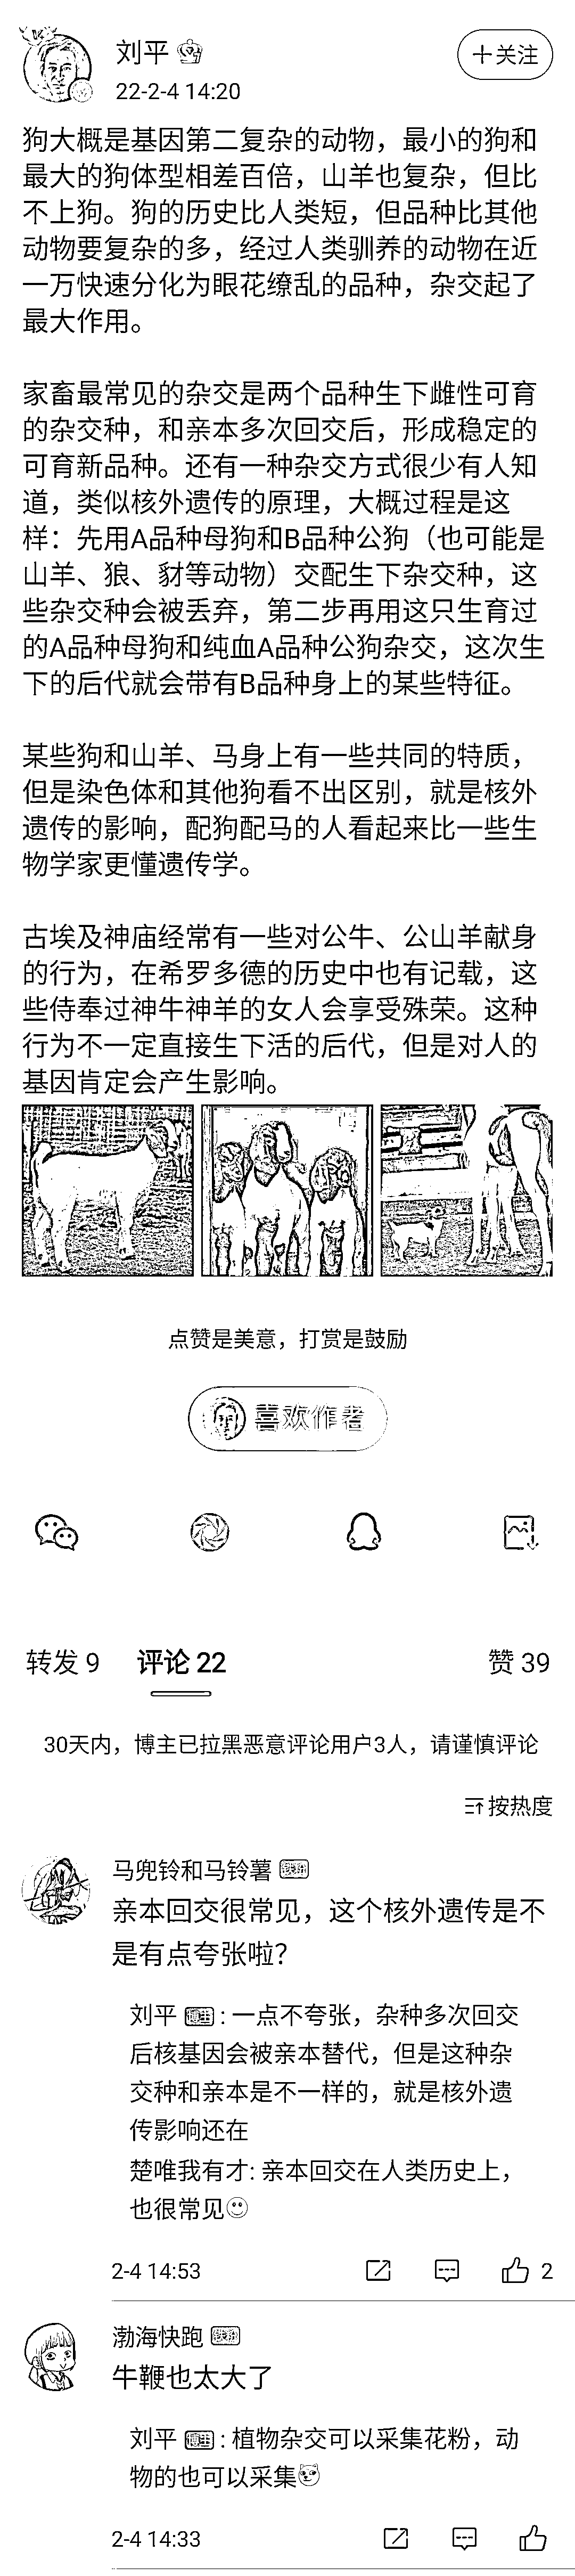 刘平
22-2-4 14:20
+关注
狗大概是基因第二复杂的动物，最小的狗和
最大的狗体型相差百倍，山羊也复杂，但比
不上狗。狗的历史比人类短，但品种比其他
动物要复杂的多，经过人类驯养的动物在近
一万快速分化为眼花缭乱的品种，杂交起了
最大作用。
家畜最常见的杂交是两个品种生下雌性可育
的杂交种，和亲本多次回交后，形成稳定的
可育新品种。还有一种杂交方式很少有人知
道，类似核外遗传的原理，大概过程是这
样：先用A品种母狗和B品种公狗（也可能是
山羊、狼、豺等动物）交配生下杂交种，这
些杂交种会被丢弃，第二步再用这只生育过
的A品种母狗和纯血A品种公狗杂交，这次生
下的后代就会带有B品种身上的某些特征。
某些狗和山羊、马身上有一些共同的特质，
但是染色体和其他狗看不出区别，就是核外
遗传的影响，配狗配马的人看起来比一些生
物学家更懂遗传学。
古埃及神庙经常有一些对公牛、公山羊献身
的行为，在希罗多德的历史中也有记载，这
些侍奉过神牛神羊的女人会享受殊荣。这种
行为不一定直接生下活的后代，但是对人的
基因肯定会产生影响。
点赞是美意，打赏是鼓励
喜欢作者
转发 9 评论 22 赞 39
30天内，博主已拉黑恶意评论用户3人，请谨慎评论
按热度
马兜铃和马铃薯 铁粉
亲本回交很常见，这个核外遗传是不
是有点夸张啦？
刘平 博主：一点不夸张，杂种多次回交
后核基因会被亲本替代，但是这种杂
交种和亲本是不一样的，就是核外遗
传影响还在
楚唯我有才: 亲本回交在人类历史上，
也很常见
2-4 14:53 2
渤海快跑 铁粉
牛鞭也太大了
刘平 博主：植物杂交可以采集花粉，动
物的也可以采集
2-4 14:33